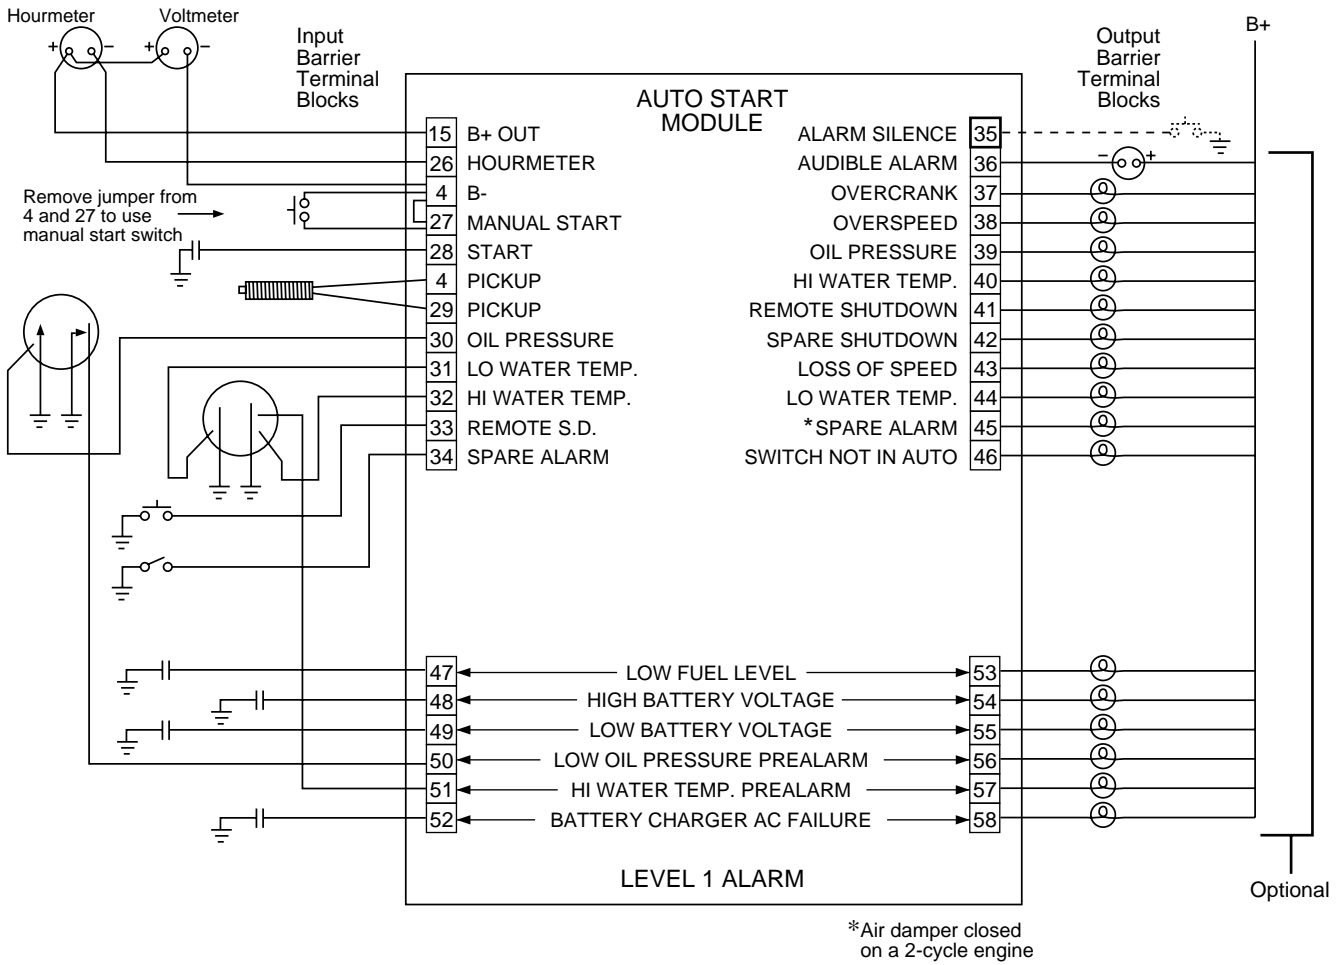 Hourmeter
Voltmeter
+ −
+ −
Input
Barrier
Terminal
Blocks
Output
Barrier
Terminal
Blocks
B+
AUTO START
MODULE
15 B+ OUT
26 HOURMETER
4 B-
27 MANUAL START
28 START
4 PICKUP
29 PICKUP
30 OIL PRESSURE
31 LO WATER TEMP.
32 HI WATER TEMP.
33 REMOTE S.D.
34 SPARE ALARM
Remove jumper from
4 and 27 to use
manual start switch
ALARM SILENCE 35
AUDIBLE ALARM 36 − +
OVERCRANK 37
OVERSPEED 38
OIL PRESSURE 39
HI WATER TEMP. 40
REMOTE SHUTDOWN 41
SPARE SHUTDOWN 42
LOSS OF SPEED 43
LO WATER TEMP. 44
*SPARE ALARM 45
SWITCH NOT IN AUTO 46
47 LOW FUEL LEVEL 53
48 HIGH BATTERY VOLTAGE 54
49 LOW BATTERY VOLTAGE 55
50 LOW OIL PRESSURE PREALARM 56
51 HI WATER TEMP. PREALARM 57
52 BATTERY CHARGER AC FAILURE 58
LEVEL 1 ALARM
Optional
*Air damper closed
on a 2-cycle engine